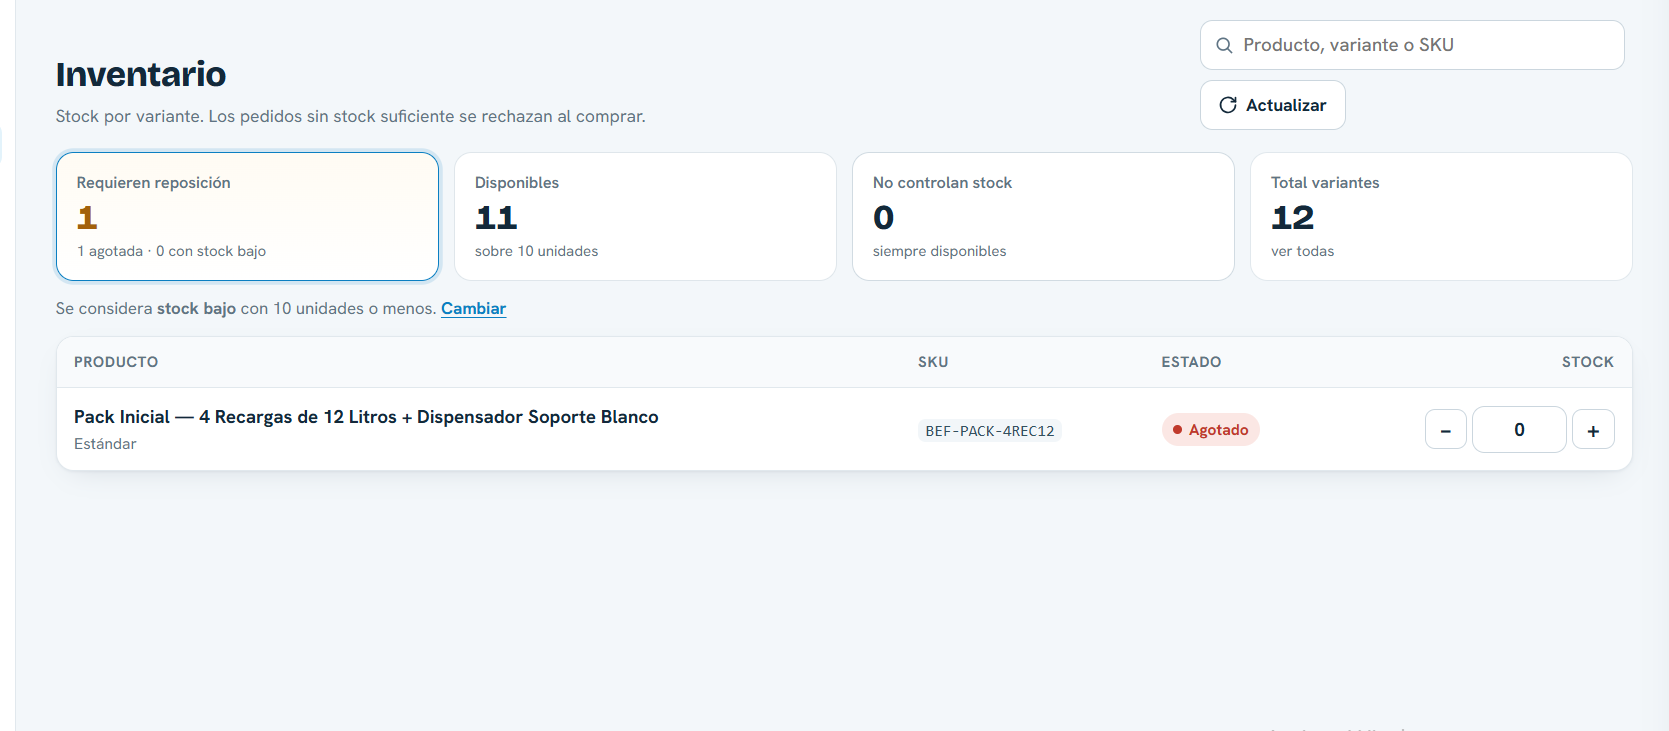 Producto, variante o SKU
Inventario
Stock por variante. Los pedidos sin stock suficiente se rechazan al comprar.
Actualizar
Requieren reposición
1
1 agotada · 0 con stock bajo
Disponibles
11
sobre 10 unidades
No controlan stock
0
siempre disponibles
Total variantes
12
ver todas
Se considera stock bajo con 10 unidades o menos. Cambiar
PRODUCTO SKU ESTADO STOCK
Pack Inicial — 4 Recargas de 12 Litros + Dispensador Soporte Blanco
Estándar
BEF-PACK-4REC12
Agotado
− 0 +